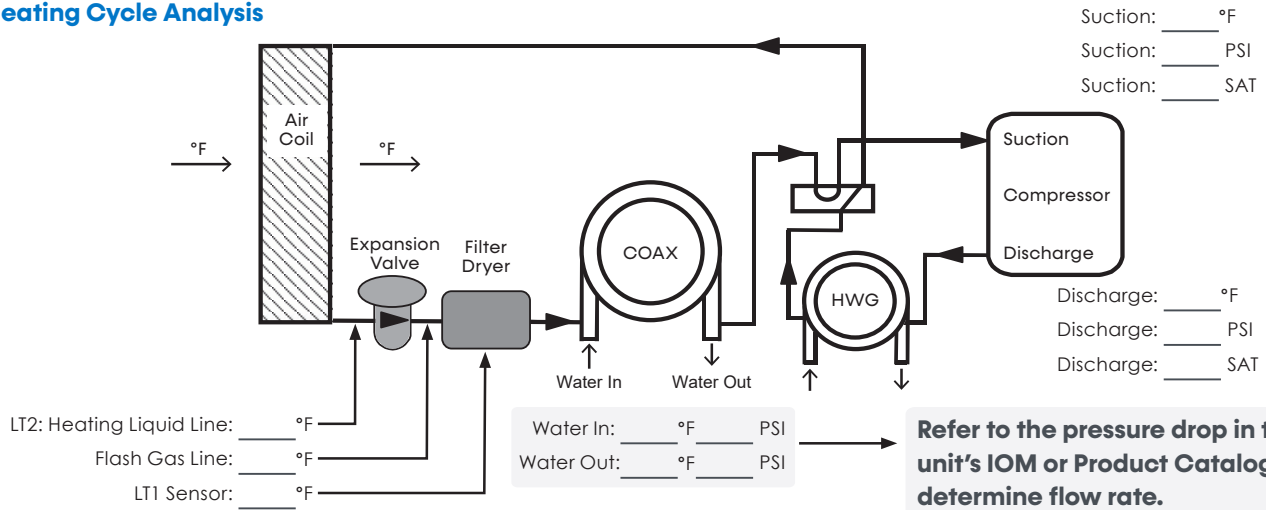 eating Cycle Analysis
Suction: °F
Suction: PSI
Suction: SAT
Air
Coil
°F
°F
Suction
Compressor
Discharge
Expansion
Valve
Filter
Dryer
COAX
HWG
Discharge: °F
Discharge: PSI
Discharge: SAT
Water In
Water Out
LT2: Heating Liquid Line: °F
Flash Gas Line: °F
LT1 Sensor: °F
Water In: °F PSI
Water Out: °F PSI
Refer to the pressure drop in t
unit's IOM or Product Catalog
determine flow rate.